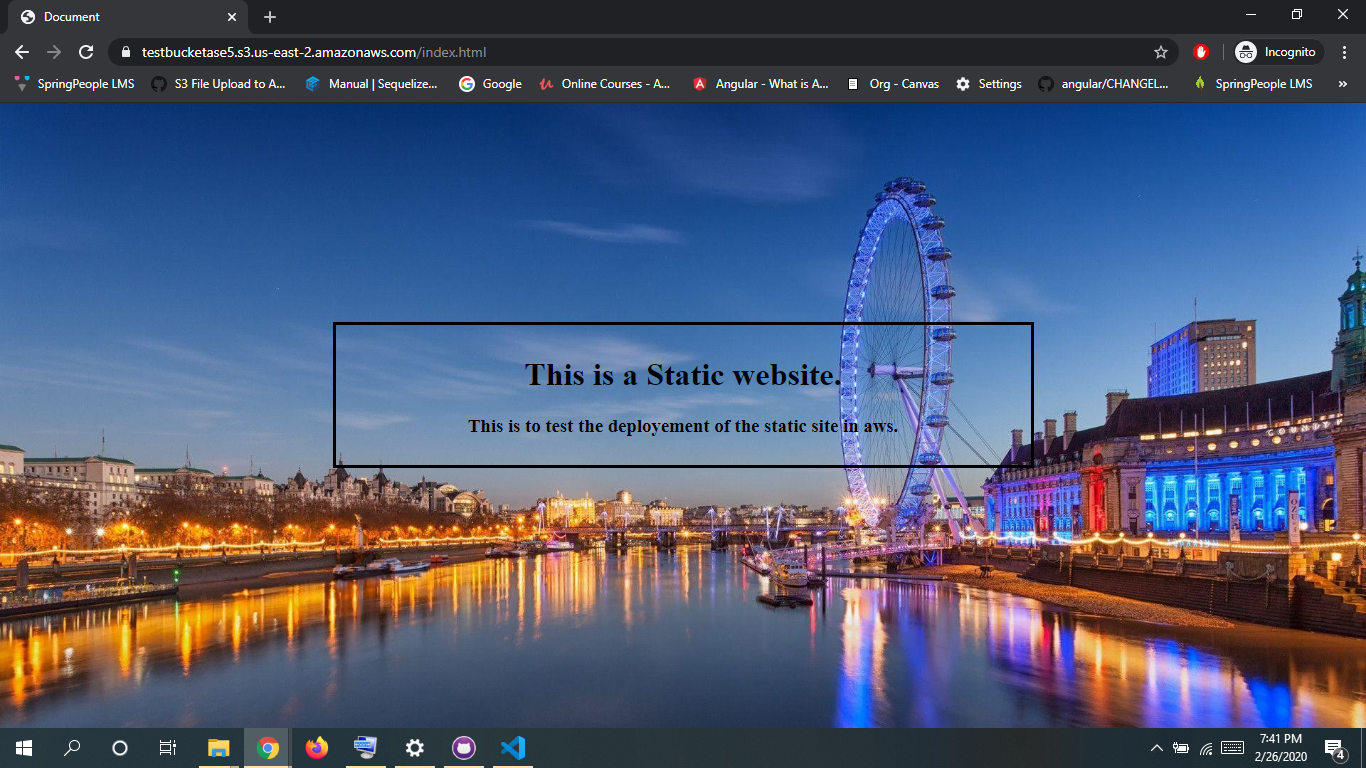 Document
testbucketase5.s3.us-east-2.amazonaws.com/index.html
Incognito
SpringPeople LMS
S3 File Upload to A...
Manual | Sequelize...
Google
Online Courses - A...
Angular - What is A...
Org - Canvas
Settings
angular/CHANGEL...
SpringPeople LMS
»
This is a Static website.
This is to test the deployement of the static site in aws.
7:41 PM
2/26/2020
4